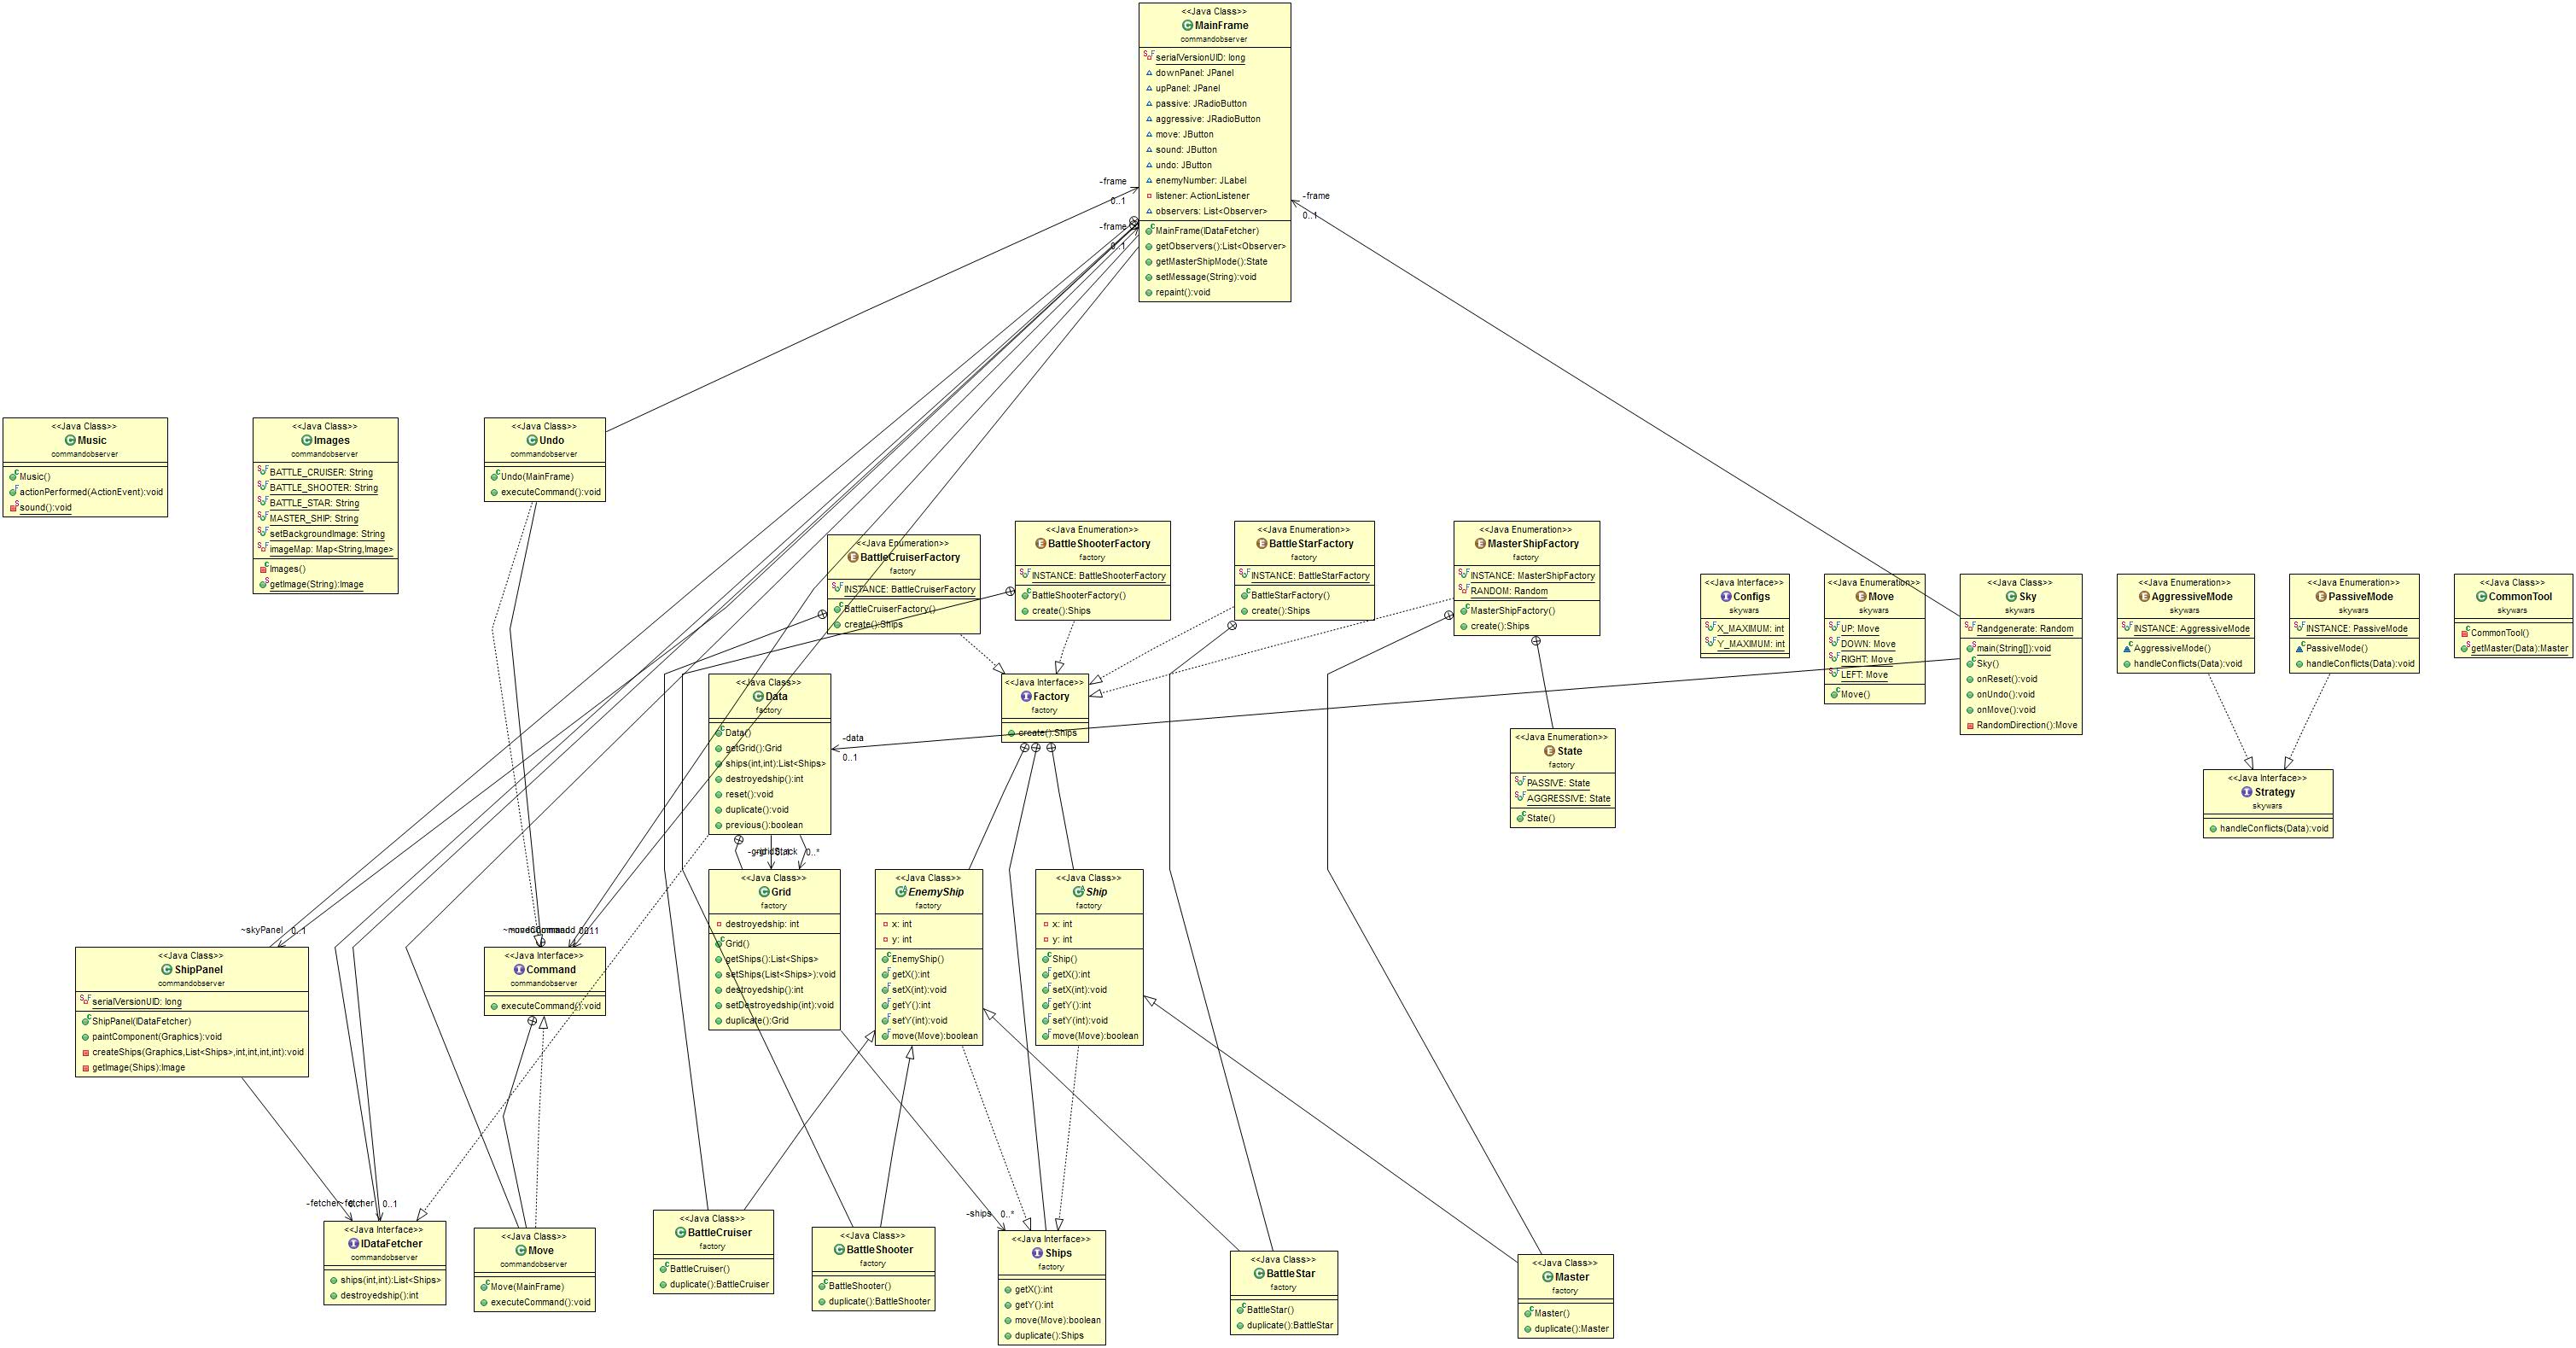 <<Java Class>>
MainFrame
commandobserver
serialVersionUID: long
downPanel: JPanel
upPanel: JPanel
passive: JRadioButton
aggressive: JRadioButton
move: JButton
sound: JButton
undo: JButton
enemyNumber: JLabel
listener: ActionListener
observers: List<Observer>
MainFrame(IDataFetcher)
getObservers():List<Observer>
getMasterShipMode():State
setMessage(String):void
repaint():void
-frame
0..1
-frame
0..1
-frame
0..1
<<Java Class>>
Music
commandobserver
Music()
actionPerformed(ActionEvent):void
sound():void
<<Java Class>>
Images
commandobserver
BATTLE_CRUISER: String
BATTLE_SHOOTER: String
BATTLE_STAR: String
MASTER_SHIP: String
setBackgroundImage: String
imageMap: Map<String,Image>
Images()
getImage(String):Image
<<Java Class>>
Undo
commandobserver
Undo(MainFrame)
executeCommand():void
<<Java Enumeration>>
BattleCruiserFactory
factory
INSTANCE: BattleCruiserFactory
BattleCruiserFactory()
create():Ships
<<Java Enumeration>>
BattleShooterFactory
factory
INSTANCE: BattleShooterFactory
BattleShooterFactory()
create():Ships
<<Java Enumeration>>
BattleStarFactory
factory
INSTANCE: BattleStarFactory
BattleStarFactory()
create():Ships
<<Java Enumeration>>
MasterShipFactory
factory
INSTANCE: MasterShipFactory
RANDOM: Random
MasterShipFactory()
create():Ships
<<Java Interface>>
Configs
skywars
X_MAXIMUM: int
Y_MAXIMUM: int
<<Java Enumeration>>
Move
skywars
UP: Move
DOWN: Move
RIGHT: Move
LEFT: Move
Move()
<<Java Class>>
Sky
skywars
Randgenerate: Random
main(String[]):void
Sky()
onReset():void
onUndo():void
onMove():void
RandomDirection():Move
<<Java Enumeration>>
AggressiveMode
skywars
INSTANCE: AggressiveMode
AggressiveMode()
handleConflicts(Data):void
<<Java Enumeration>>
PassiveMode
skywars
INSTANCE: PassiveMode
PassiveMode()
handleConflicts(Data):void
<<Java Class>>
CommonTool
skywars
CommonTool()
getMaster(Data):Master
<<Java Class>>
Data
factory
Data()
getGrid():Grid
ships(int,int):List<Ships>
destroyedship():int
reset():void
duplicate():void
previous():boolean
-data
0..1
<<Java Interface>>
Factory
factory
create():Ships
<<Java Enumeration>>
State
factory
PASSIVE: State
AGGRESSIVE: State
State()
<<Java Interface>>
Strategy
skywars
handleConflicts(Data):void
0..*
<<Java Class>>
Grid
factory
destroyedship: int
Grid()
getShips():List<Ships>
setShips(List<Ships>):void
destroyedship():int
setDestroyedship(int):void
duplicate():Grid
<<Java Class>>
EnemyShip
factory
x: int
y: int
EnemyShip()
getX():int
setX(int):void
getY():int
setY(int):void
move(Move):boolean
<<Java Class>>
Ship
factory
x: int
y: int
Ship()
getX():int
setX(int):void
getY():int
setY(int):void
move(Move):boolean
~skyPanel
0..1
<<Java Class>>
ShipPanel
commandobserver
serialVersionUID: long
ShipPanel(IDataFetcher)
paintComponent(Graphics):void
createShips(Graphics,List<Ships>,int,int,int,int):void
getImage(Ships):Image
<<Java Interface>>
Command
commandobserver
executeCommand():void
-fetcher
0..1
<<Java Interface>>
IDataFetcher
commandobserver
ships(int,int):List<Ships>
destroyedship():int
<<Java Class>>
Move
commandobserver
Move(MainFrame)
executeCommand():void
<<Java Class>>
BattleCruiser
factory
BattleCruiser()
duplicate():BattleCruiser
<<Java Class>>
BattleShooter
factory
BattleShooter()
duplicate():BattleShooter
-ships
0..*
<<Java Interface>>
Ships
factory
getX():int
getY():int
move(Move):boolean
duplicate():Ships
<<Java Class>>
BattleStar
factory
BattleStar()
duplicate():BattleStar
<<Java Class>>
Master
factory
Master()
duplicate():Master